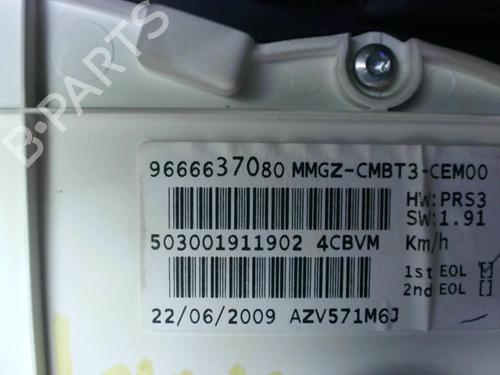 B-PARTS
9666637080 MMGZ-CMBT3-CEM00
HW:PRS3
SW:1.91
503001911902 4CBVM Km/h
1st EOL [ ]
2nd EOL [ ]
22/06/2009 AZV571M6J